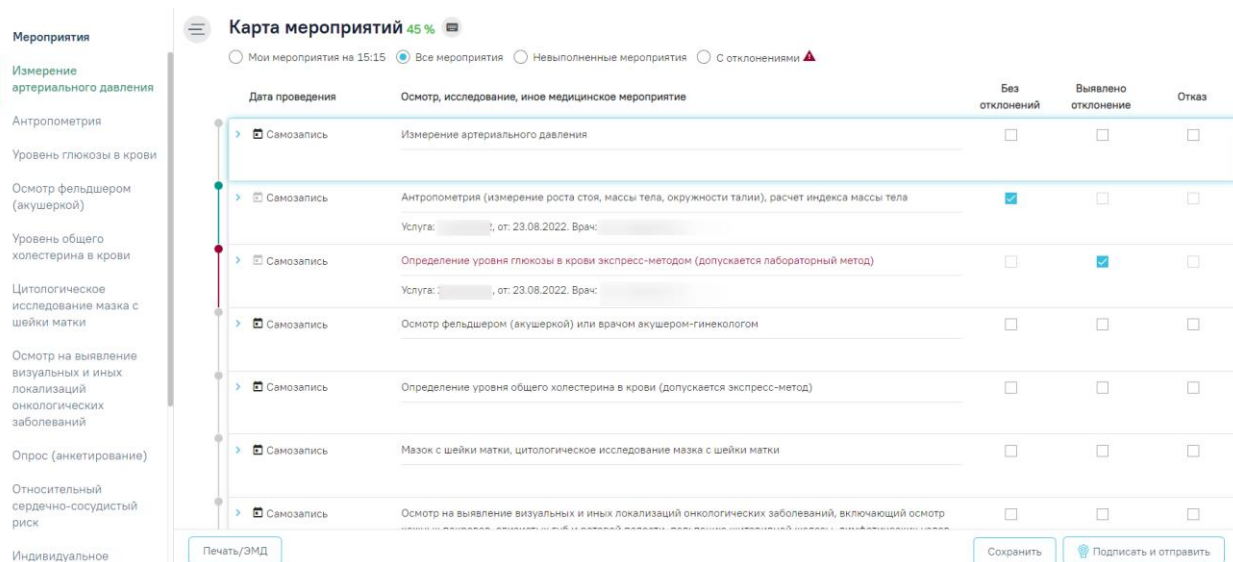 Мероприятия
Измерение
артериального давления
Антропометрия
Уровень глюкозы в крови
Осмотр фельдшером
(акушеркой)
Уровень общего
холестерина в крови
Цитологическое
исследование мазка с
шейки матки
Осмотр на выявление
визуальных и иных
локализаций
онкологических
заболеваний
Опрос (анкетирование)
Относительный
сердечно-сосудистый
риск
Индивидуальное
Карта мероприятий 45 %
Мои мероприятия на 15:15 Все мероприятия Невыполненные мероприятия С отклонениями
Дата проведения Осмотр, исследование, иное медицинское мероприятие Без отклонений Выявлено отклонение Отказ
Самозапись Измерение артериального давления
Самозапись Антропометрия (измерение роста стоя, массы тела, окружности талии), расчет индекса массы тела
Услуга: , от: 23.08.2022. Врач:
Самозапись Определение уровня глюкозы в крови экспресс-методом (допускается лабораторный метод)
Услуга: , от: 23.08.2022. Врач:
Самозапись Осмотр фельдшером (акушеркой) или врачом акушером-гинекологом
Самозапись Определение уровня общего холестерина в крови (допускается экспресс-метод)
Самозапись Мазок с шейки матки, цитологическое исследование мазка с шейки матки
Самозапись Осмотр на выявление визуальных и иных локализаций онкологических заболеваний, включающий осмотр
Печать/ЭМД Сохранить Подписать и отправить